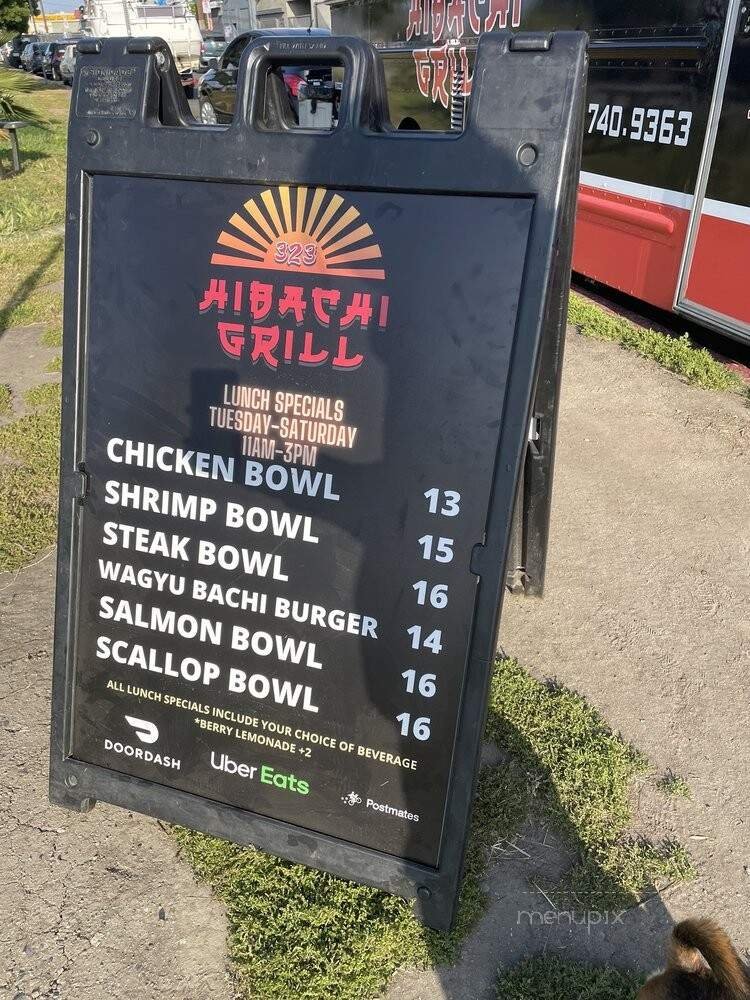 HIBACHI
GRILL
740.9363
323
HIBACHI
GRILL
LUNCH SPECIALS
TUESDAY-SATURDAY
11AM-3PM
CHICKEN BOWL 13
SHRIMP BOWL 15
STEAK BOWL 16
WAGYU BACHI BURGER 14
SALMON BOWL 16
SCALLOP BOWL 16
ALL LUNCH SPECIALS INCLUDE YOUR CHOICE OF BEVERAGE
*BERRY LEMONADE +2
DOORDASH
Uber Eats
Postmates
menupix